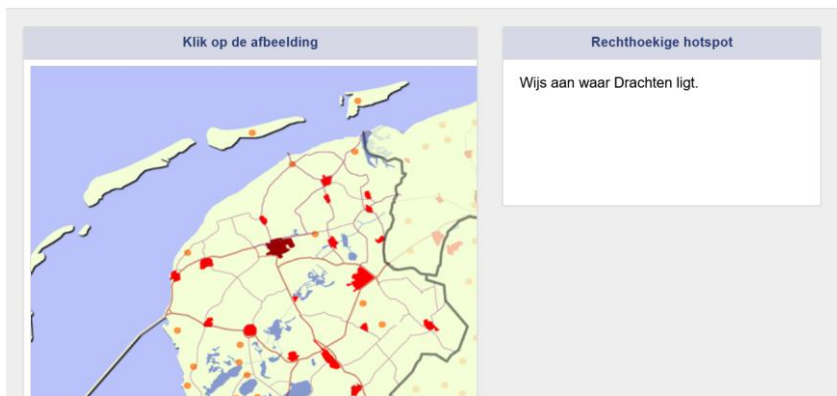 Klik op de afbeelding
Rechthoekige hotspot
Wijs aan waar Drachten ligt.